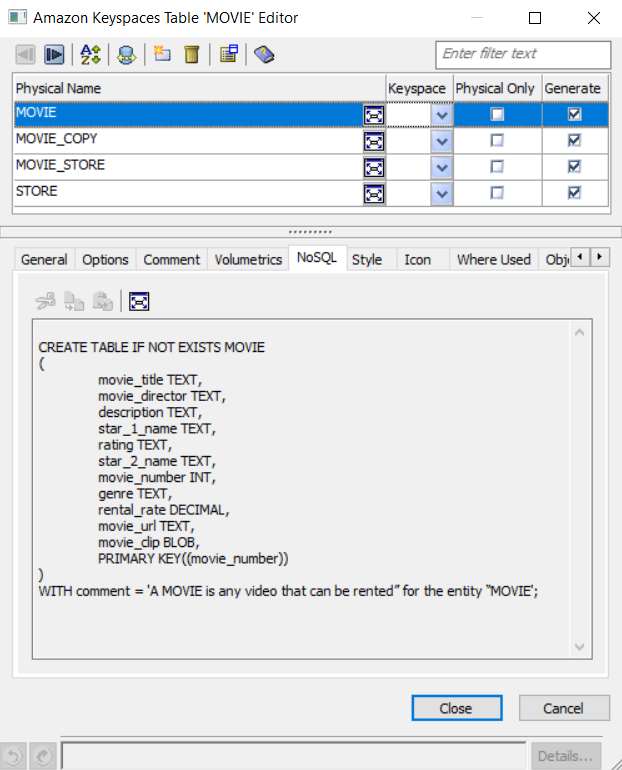 Amazon Keyspaces Table 'MOVIE' Editor
Enter filter text
Physical Name Keyspace Physical Only Generate
MOVIE
MOVIE_COPY
MOVIE_STORE
STORE
General Options Comment Volumetrics NoSQL Style Icon Where Used Obje
CREATE TABLE IF NOT EXISTS MOVIE
(
movie_title TEXT,
movie_director TEXT,
description TEXT,
star_1_name TEXT,
rating TEXT,
star_2_name TEXT,
movie_number INT,
genre TEXT,
rental_rate DECIMAL,
movie_url TEXT,
movie_clip BLOB,
PRIMARY KEY((movie_number))
)
WITH comment = 'A MOVIE is any video that can be rented” for the entity “MOVIE';
Close Cancel
Details...